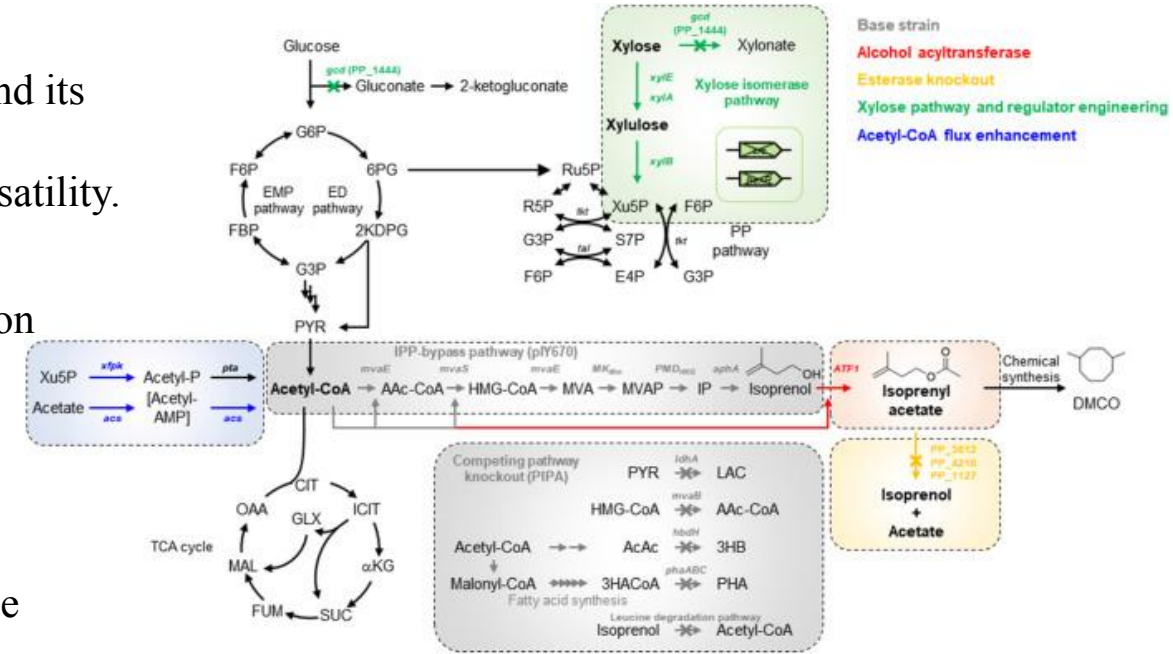 nd its
satility.
on
e
Base strain
Alcohol acyltransferase
Esterase knockout
Xylose pathway and regulator engineering
Acetyl-CoA flux enhancement
Glucose
gcd (PP_1444)
Gluconate
2-ketogluconate
G6P
F6P
6PG
EMP pathway
ED pathway
FBP
2KDPG
G3P
PYR
gcd
(PP_1444)
Xylose
Xylonate
xylE
xylA
Xylose isomerase
pathway
Xylulose
xylB
Ru5P
R5P
Xu5P
F6P
tkt
PP
pathway
G3P
S7P
tkt
tal
F6P
E4P
G3P
Xu5P
xfpk
Acetyl-P
pta
Acetate
acs
[Acetyl-
AMP]
acs
IPP-bypass pathway (pIY670)
mvaE
mvaS
mvaE
aphA
Acetyl-CoA
AAc-CoA
HMG-CoA
MVA
MVAP
IP
Isoprenol
OH
ATF1
O
O
Isoprenyl
acetate
Chemical
synthesis
DMCO
PP_4218
PP_1127
Isoprenol
+
Acetate
Competing pathway
knockout (PIPA)
ldhA
PYR
LAC
mvaB
HMG-CoA
AAc-CoA
hbdH
Acetyl-CoA
AcAc
3HB
phaABC
Malonyl-CoA
3HACoA
PHA
Fatty acid synthesis
Leucine degradation pathway
Isoprenol
Acetyl-CoA
CIT
OAA
GLX
ICIT
TCA cycle
MAL
αKG
FUM
SUC